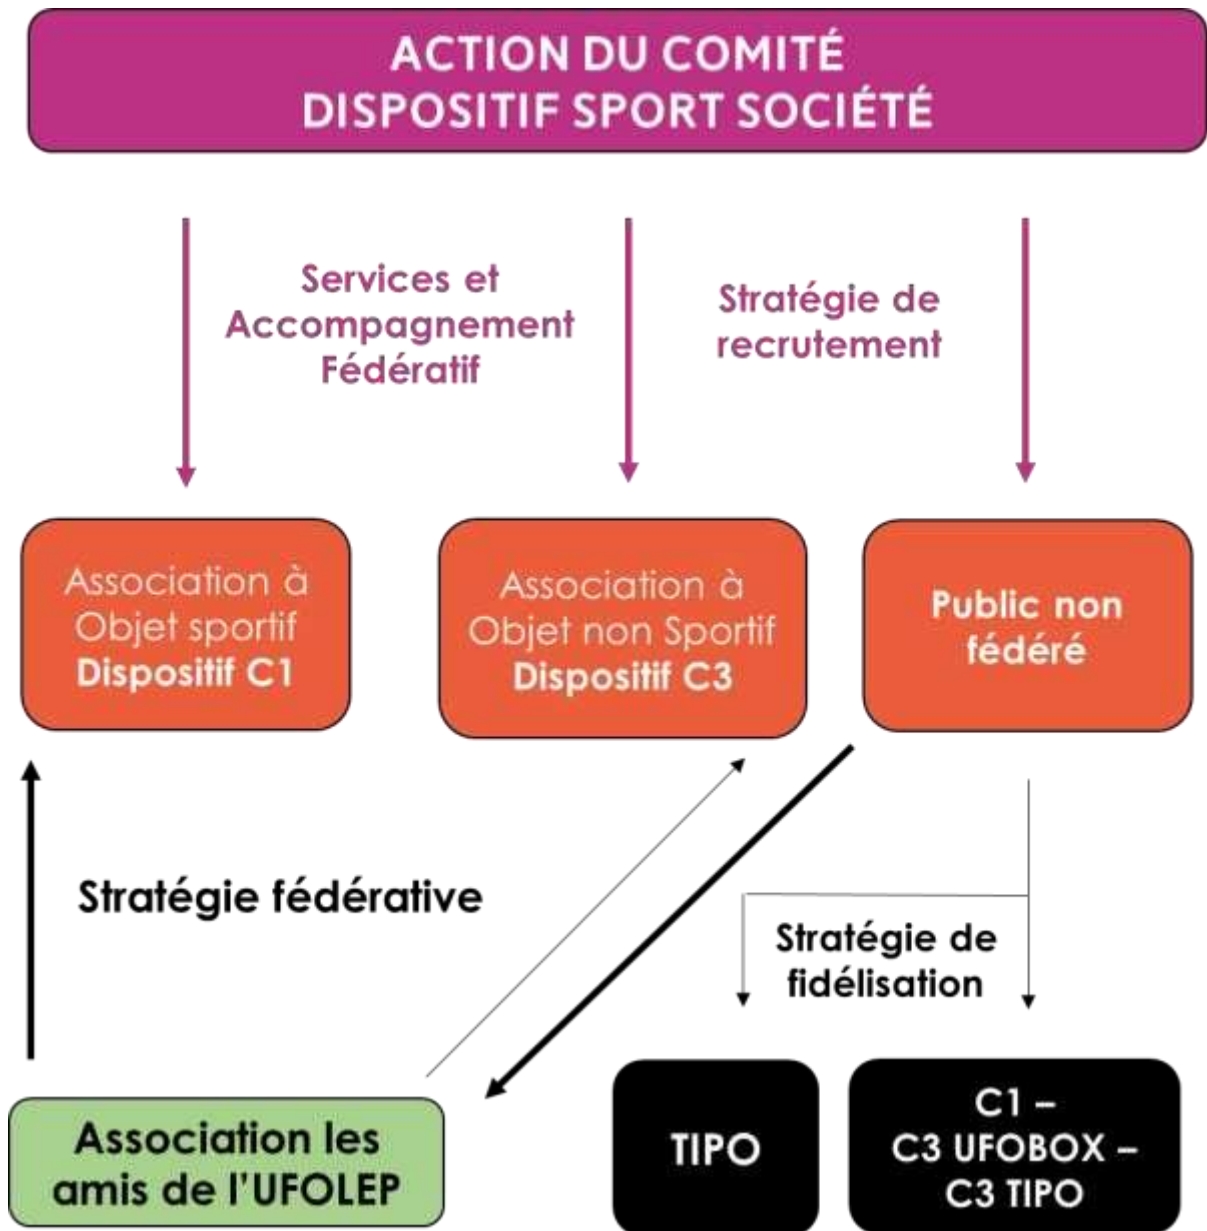 ACTION DU COMITÉ
DISPOSITIF SPORT SOCIÉTÉ
Services et
Accompagnement
Fédératif
Stratégie de
recrutement
Association à
Objet sportif
Dispositif C1
Association à
Objet non Sportif
Dispositif C3
Public non
fédéré
Stratégie fédérative
Stratégie de
fidélisation
Association les
amis de l’UFOLEP
TIPO
C1 –
C3 UFOBOX –
C3 TIPO